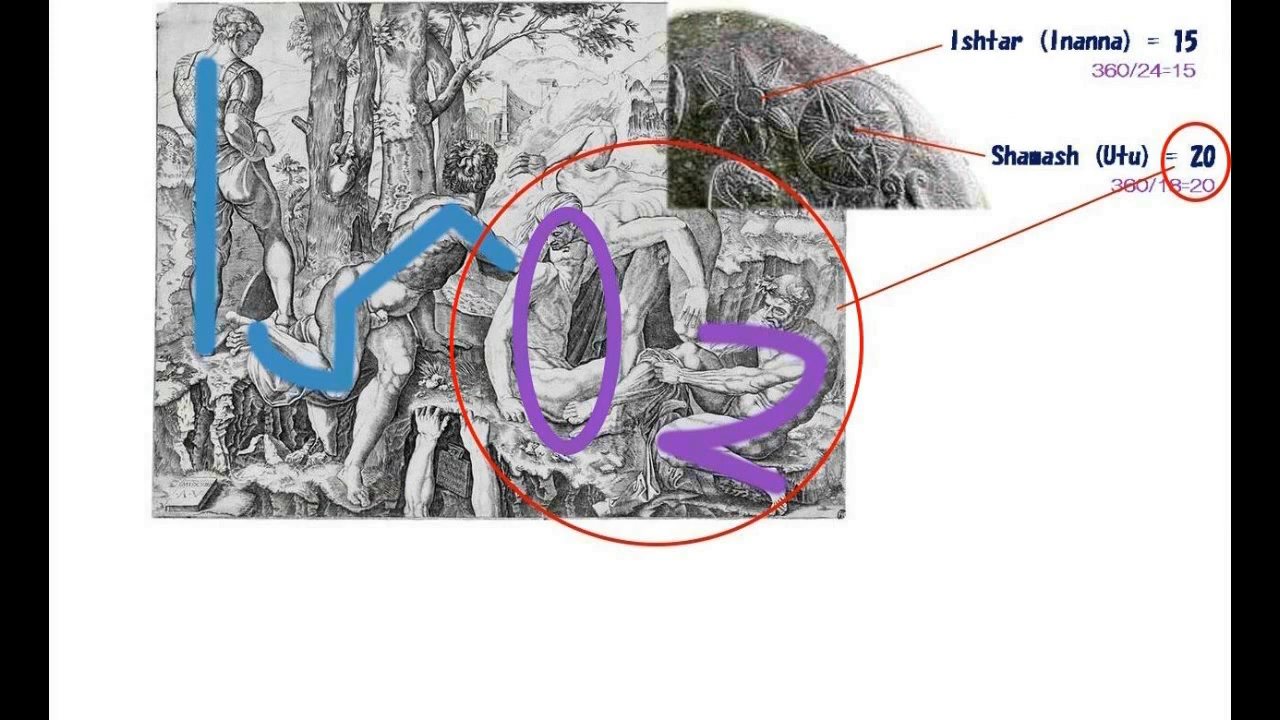 Ishtar (Inanna) = 15
360/24=15
Shamash (Utu) = 20
360/18=20